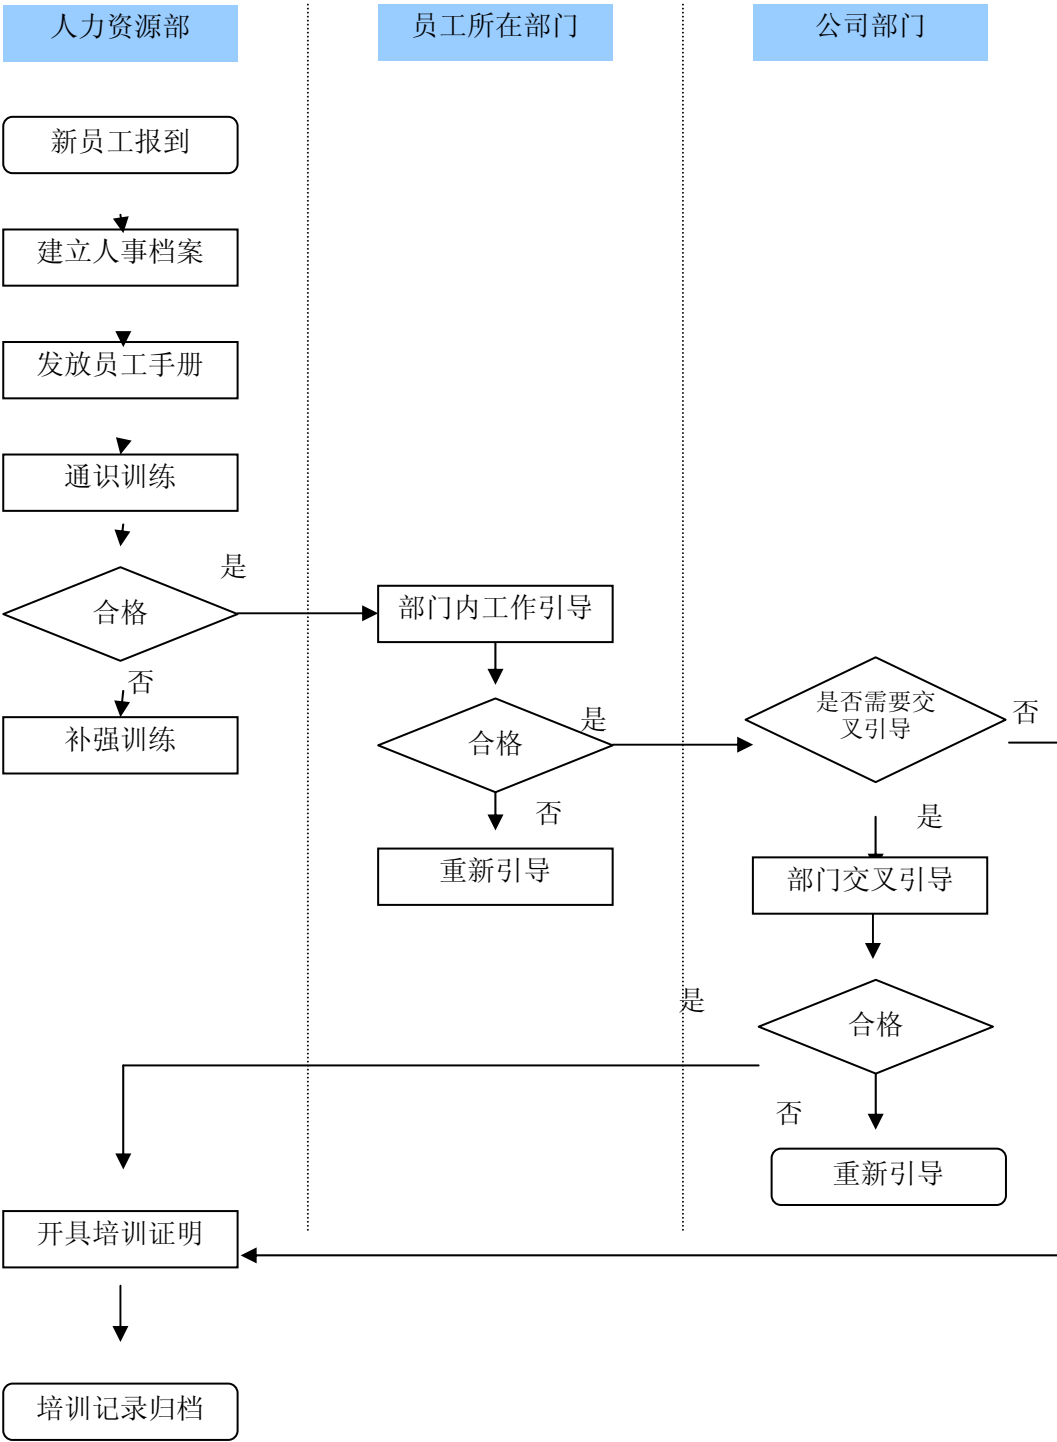 人力资源部
员工所在部门
公司部门
新员工报到
建立人事档案
发放员工手册
通识训练
是
合格
部门内工作引导
否
补强训练
是
合格
否
重新引导
是否需要交
叉引导
否
是
部门交叉引导
是
合格
否
重新引导
开具培训证明
培训记录归档